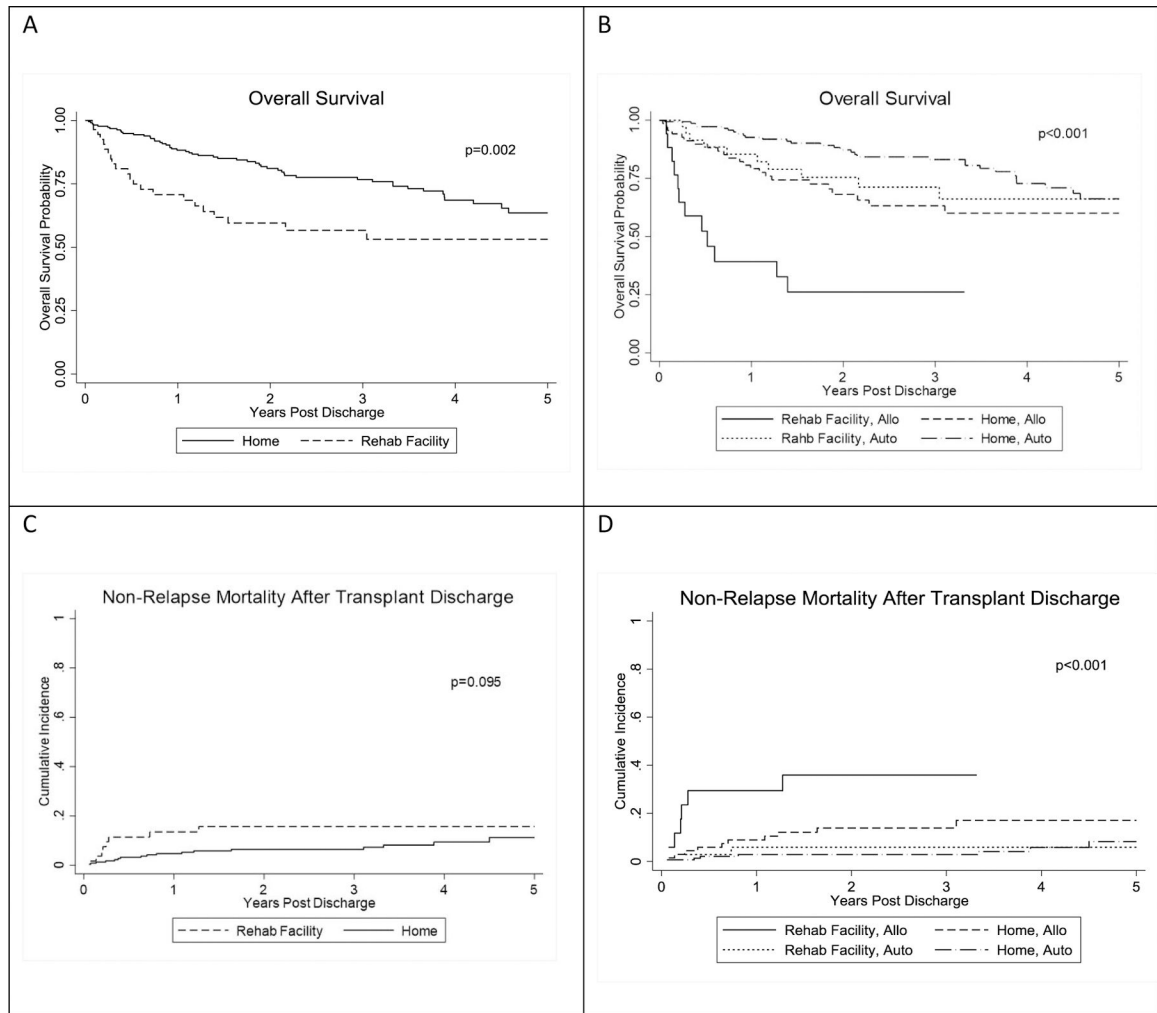 A
Overall Survival
p=0.002
Overall Survival Probability
1.00
0.75
0.50
0.25
0.00
0 1 2 3 4 5
Years Post Discharge
Home Rehab Facility
B
Overall Survival
p<0.001
Overall Survival Probability
1.00
0.75
0.50
0.25
0.00
0 1 2 3 4 5
Years Post Discharge
Rehab Facility, Allo Home, Allo
Rahb Facility, Auto Home, Auto
C
Non-Relapse Mortality After Transplant Discharge
p=0.095
Cumulative Incidence
1
.8
.6
.4
.2
0
0 1 2 3 4 5
Years Post Discharge
Rehab Facility Home
D
Non-Relapse Mortality After Transplant Discharge
p<0.001
Cumulative Incidence
1
.8
.6
.4
.2
0
0 1 2 3 4 5
Years Post Discharge
Rehab Facility, Allo Home, Allo
Rehab Facility, Auto Home, Auto